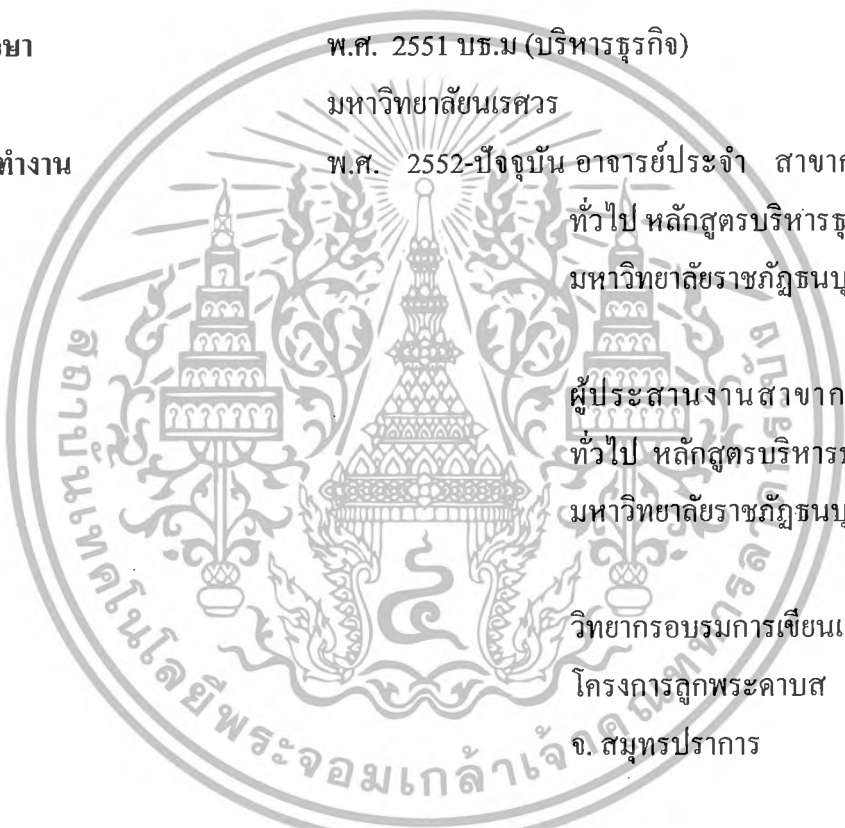 พ.ศ. 2551 บธ.ม (บริหารธุรกิจ)
มหาวิทยาลัยนเรศวร
ทำงาน พ.ศ. 2552-ปัจจุบัน อาจารย์ประจำ
ทั่วไป หลักสูตรบริหารธุ
มหาวิทยาลัยราชภัฏธนบุ
ผู้ประสานงานสาขาก
ทั่วไป หลักสูตรบริหารธ
มหาวิทยาลัยราชภัฏธนบุ
วิทยากรอบรมการเขียนแ
โครงการลูกพระดาบส
จ. สมุทรปราการ
สถาบันเทคโนโลยีพระจอมเกล้าเจ้าคุณทหารลาดกระบัง